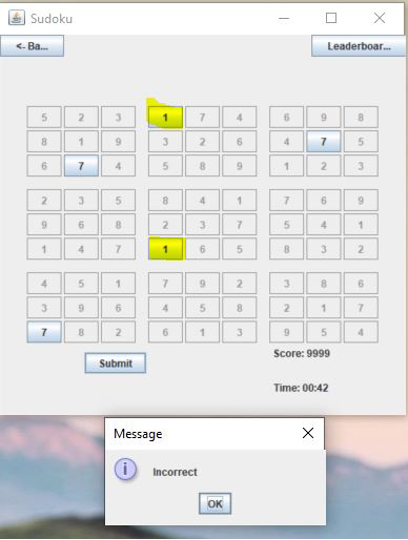 Sudoku
<- Ba... Leaderboar...
5 2 3 1 7 4 6 9 8
8 1 9 3 2 6 4 7 5
6 7 4 5 8 9 1 2 3
2 3 5 8 4 1 7 6 9
9 6 8 2 3 7 5 4 1
1 4 7 1 6 5 8 3 2
4 5 1 7 9 2 3 8 6
3 9 6 4 5 8 2 1 7
7 8 2 6 1 3 9 5 4
Submit
Score: 9999
Time: 00:42
Message
Incorrect
OK